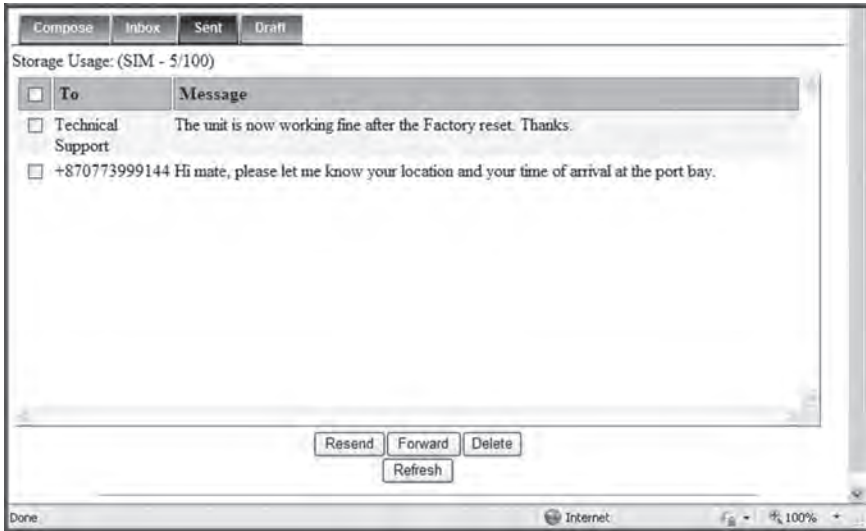 Compose Inbox Sent Draft
Storage Usage: (SIM - 5/100)
To Message
Technical The unit is now working fine after the Factory reset. Thanks.
Support
+870773999144 Hi mate, please let me know your location and your time of arrival at the port bay.
Resend Forward Delete
Refresh
Done Internet 100%